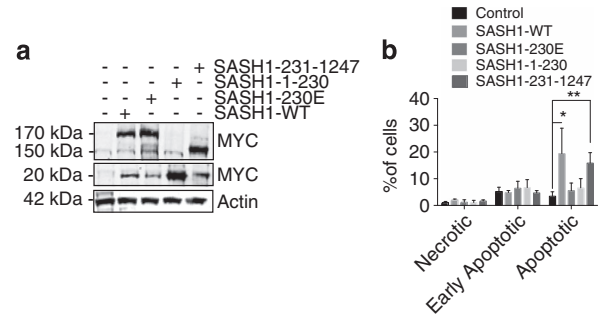 a
- - - - + SASH1-231-1247
- - - + - SASH1-1-230
- - + - - SASH1-230E
- + - - - SASH1-WT
170 kDa
150 kDa
MYC
20 kDa
MYC
42 kDa
Actin
b
Control
SASH1-WT
SASH1-230E
SASH1-1-230
SASH1-231-1247
%of cells
40
30
20
10
0
*
**
Necrotic
Early Apoptotic
Apoptotic